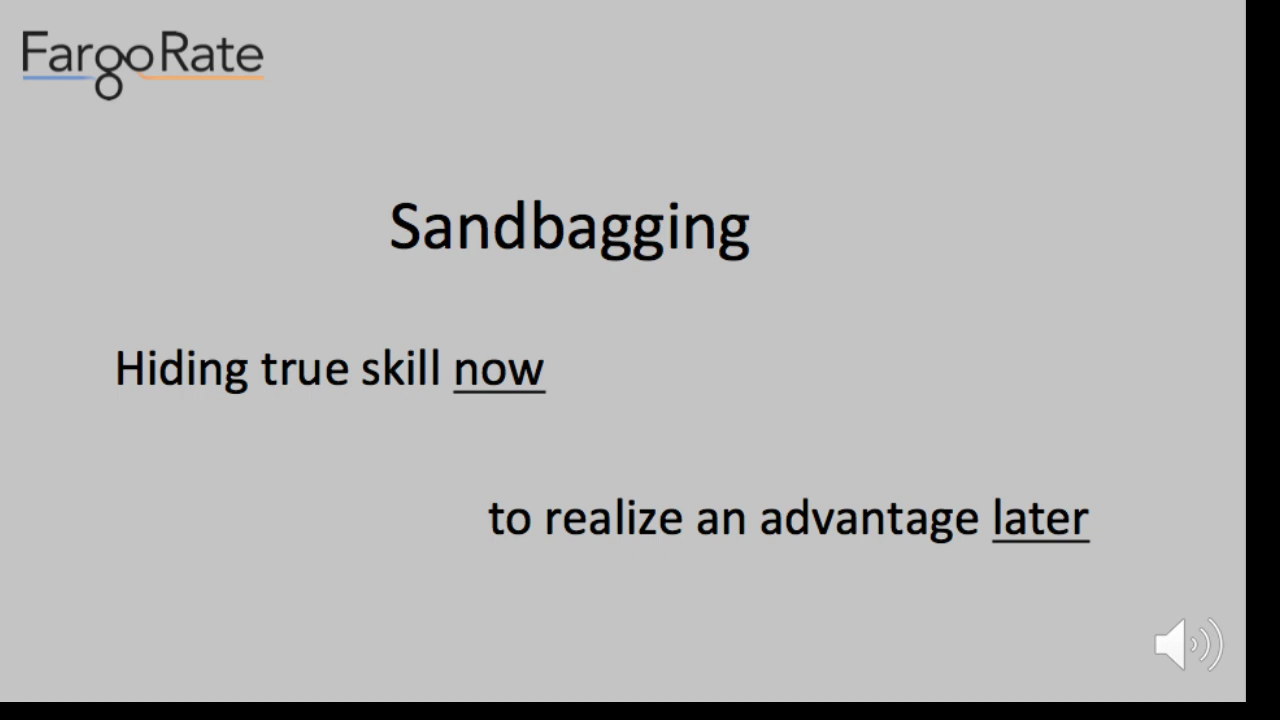 FargoRate
Sandbagging
Hiding true skill now
to realize an advantage later